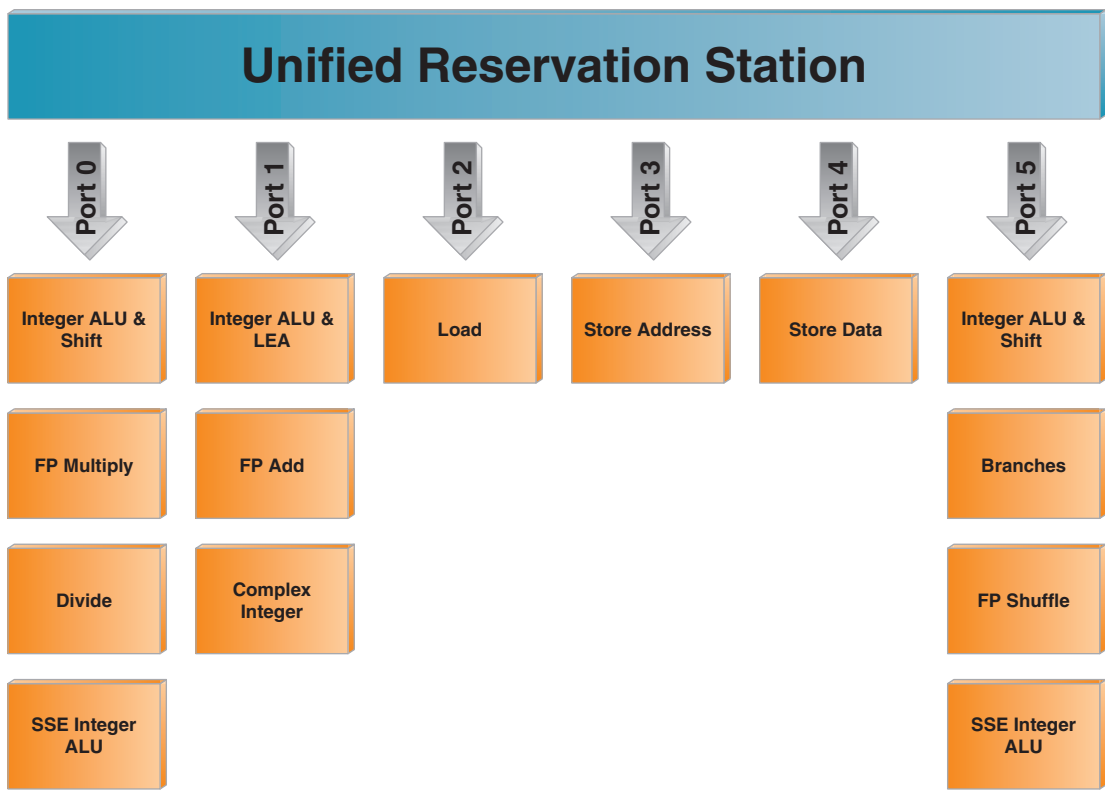 Unified Reservation Station
Port 0
Port 1
Port 2
Port 3
Port 4
Port 5
Integer ALU &
Shift
Integer ALU &
LEA
Load
Store Address
Store Data
Integer ALU &
Shift
FP Multiply
FP Add
Branches
Divide
Complex
Integer
FP Shuffle
SSE Integer
ALU
SSE Integer
ALU